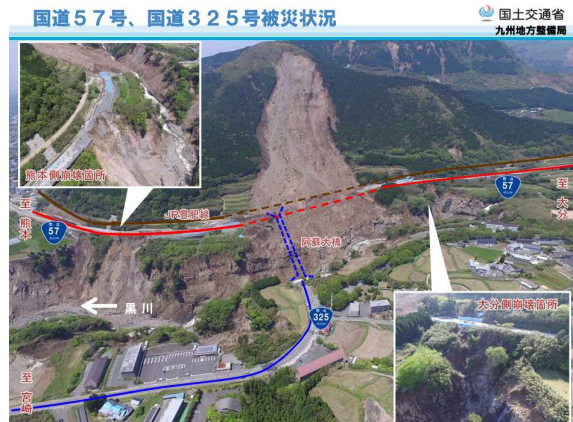 国道57号、国道325号被災状況
国土交通省
九州地方整備局
熊本側崩壊箇所
至 熊本
57
JR豊肥線
57
至 大分
阿蘇大橋
黒川
325
大分側崩壊箇所
至 宮崎